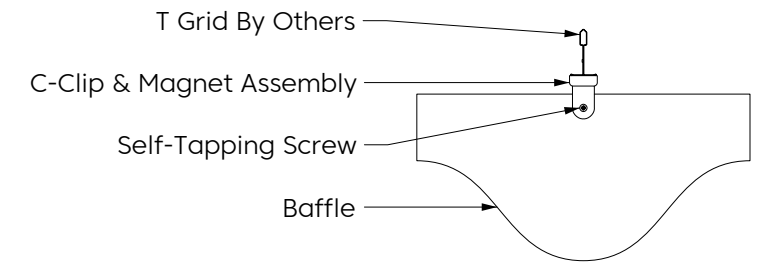 T Grid By Others
C-Clip & Magnet Assembly
Self-Tapping Screw
Baffle